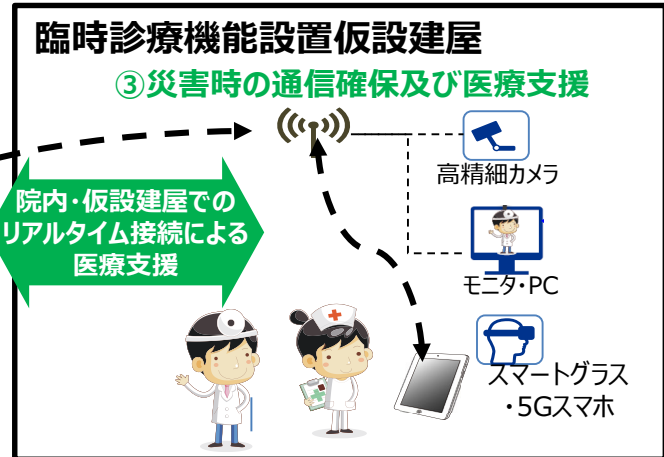 臨時診療機能設置仮設建屋
③災害時の通信確保及び医療支援
院内・仮設建屋での
リアルタイム接続による
医療支援
高精細カメラ
モニタ・PC
スマートグラス
・5Gスマホ